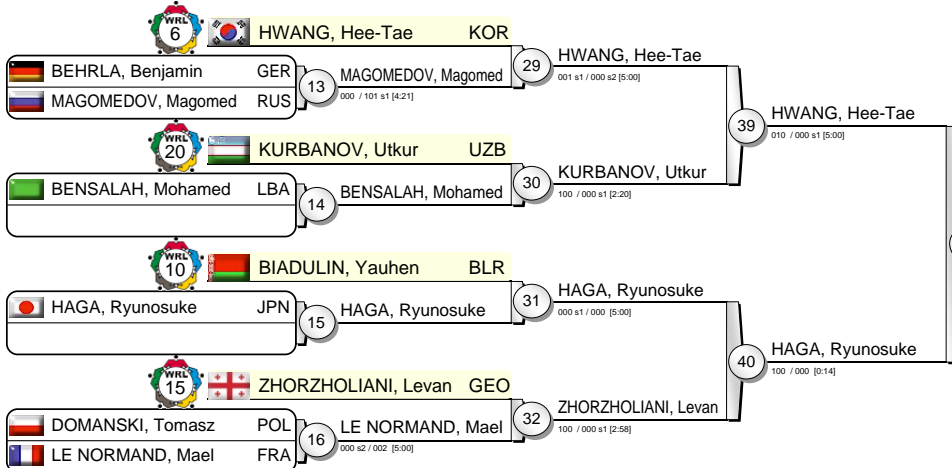 WRL 6 HWANG, Hee-Tae KOR
BEHRLA, Benjamin GER
MAGOMEDOV, Magomed RUS
13 MAGOMEDOV, Magomed
000 / 101 s1 [4:21]
29 HWANG, Hee-Tae
001 s1 / 000 s2 [5:00]
WRL 20 KURBANOV, Utkur UZB
BENSALAH, Mohamed LBA
14 BENSALAH, Mohamed
30 KURBANOV, Utkur
100 / 000 s1 [2:20]
39 HWANG, Hee-Tae
010 / 000 s1 [5:00]
WRL 10 BIADULIN, Yauhen BLR
HAGA, Ryunosuke JPN
15 HAGA, Ryunosuke
31 HAGA, Ryunosuke
000 s1 / 000 [5:00]
WRL 15 ZHORZHOLIANI, Levan GEO
DOMANSKI, Tomasz POL
LE NORMAND, Mael FRA
16 LE NORMAND, Mael
000 s2 / 002 [5:00]
32 ZHORZHOLIANI, Levan
100 / 000 s1 [2:58]
40 HAGA, Ryunosuke
100 / 000 [0:14]